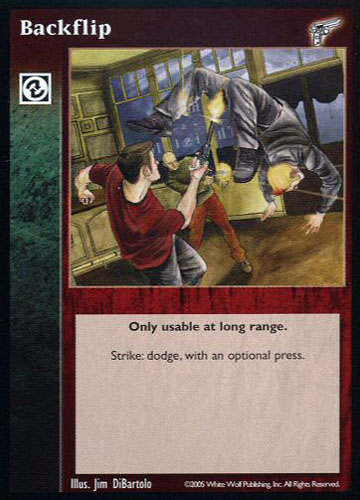 Backflip
Only usable at long range.
Strike: dodge, with an optional press.
Illus. Jim DiBartolo
©2005 White Wolf Publishing, Inc. All Rights Reserved.